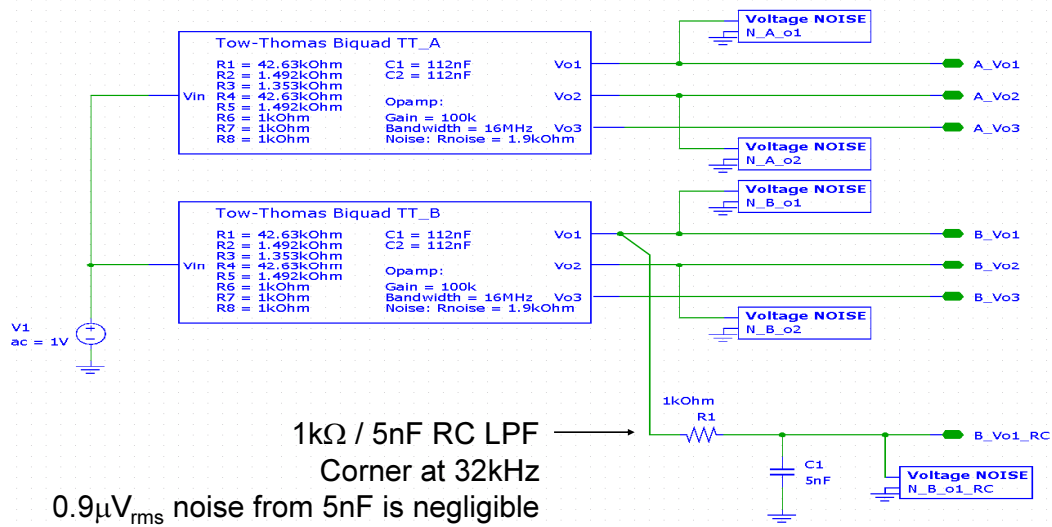 Voltage NOISE
N_A_o1
Tow-Thomas Biquad TT_A
R1 = 42.63kOhm
R2 = 1.492kOhm
R3 = 1.353kOhm
R4 = 42.63kOhm
R5 = 1.492kOhm
R6 = 1kOhm
R7 = 1kOhm
R8 = 1kOhm
C1 = 112nF
C2 = 112nF
Opamp:
Gain = 100k
Bandwidth = 16MHz
Noise: Rnoise = 1.9kOhm
Vin
Vo1
Vo2
Vo3
A_Vo1
A_Vo2
A_Vo3
Voltage NOISE
N_A_o2
Voltage NOISE
N_B_o1
Tow-Thomas Biquad TT_B
R1 = 42.63kOhm
R2 = 1.492kOhm
R3 = 1.353kOhm
R4 = 42.63kOhm
R5 = 1.492kOhm
R6 = 1kOhm
R7 = 1kOhm
R8 = 1kOhm
C1 = 112nF
C2 = 112nF
Opamp:
Gain = 100k
Bandwidth = 16MHz
Noise: Rnoise = 1.9kOhm
Vin
Vo1
Vo2
Vo3
B_Vo1
B_Vo2
B_Vo3
Voltage NOISE
N_B_o2
V1
ac = 1V
+
−
1kOhm
R1
B_Vo1_RC
C1
5nF
Voltage NOISE
N_B_o1_RC
1kΩ / 5nF RC LPF
Corner at 32kHz
0.9μVrms noise from 5nF is negligible